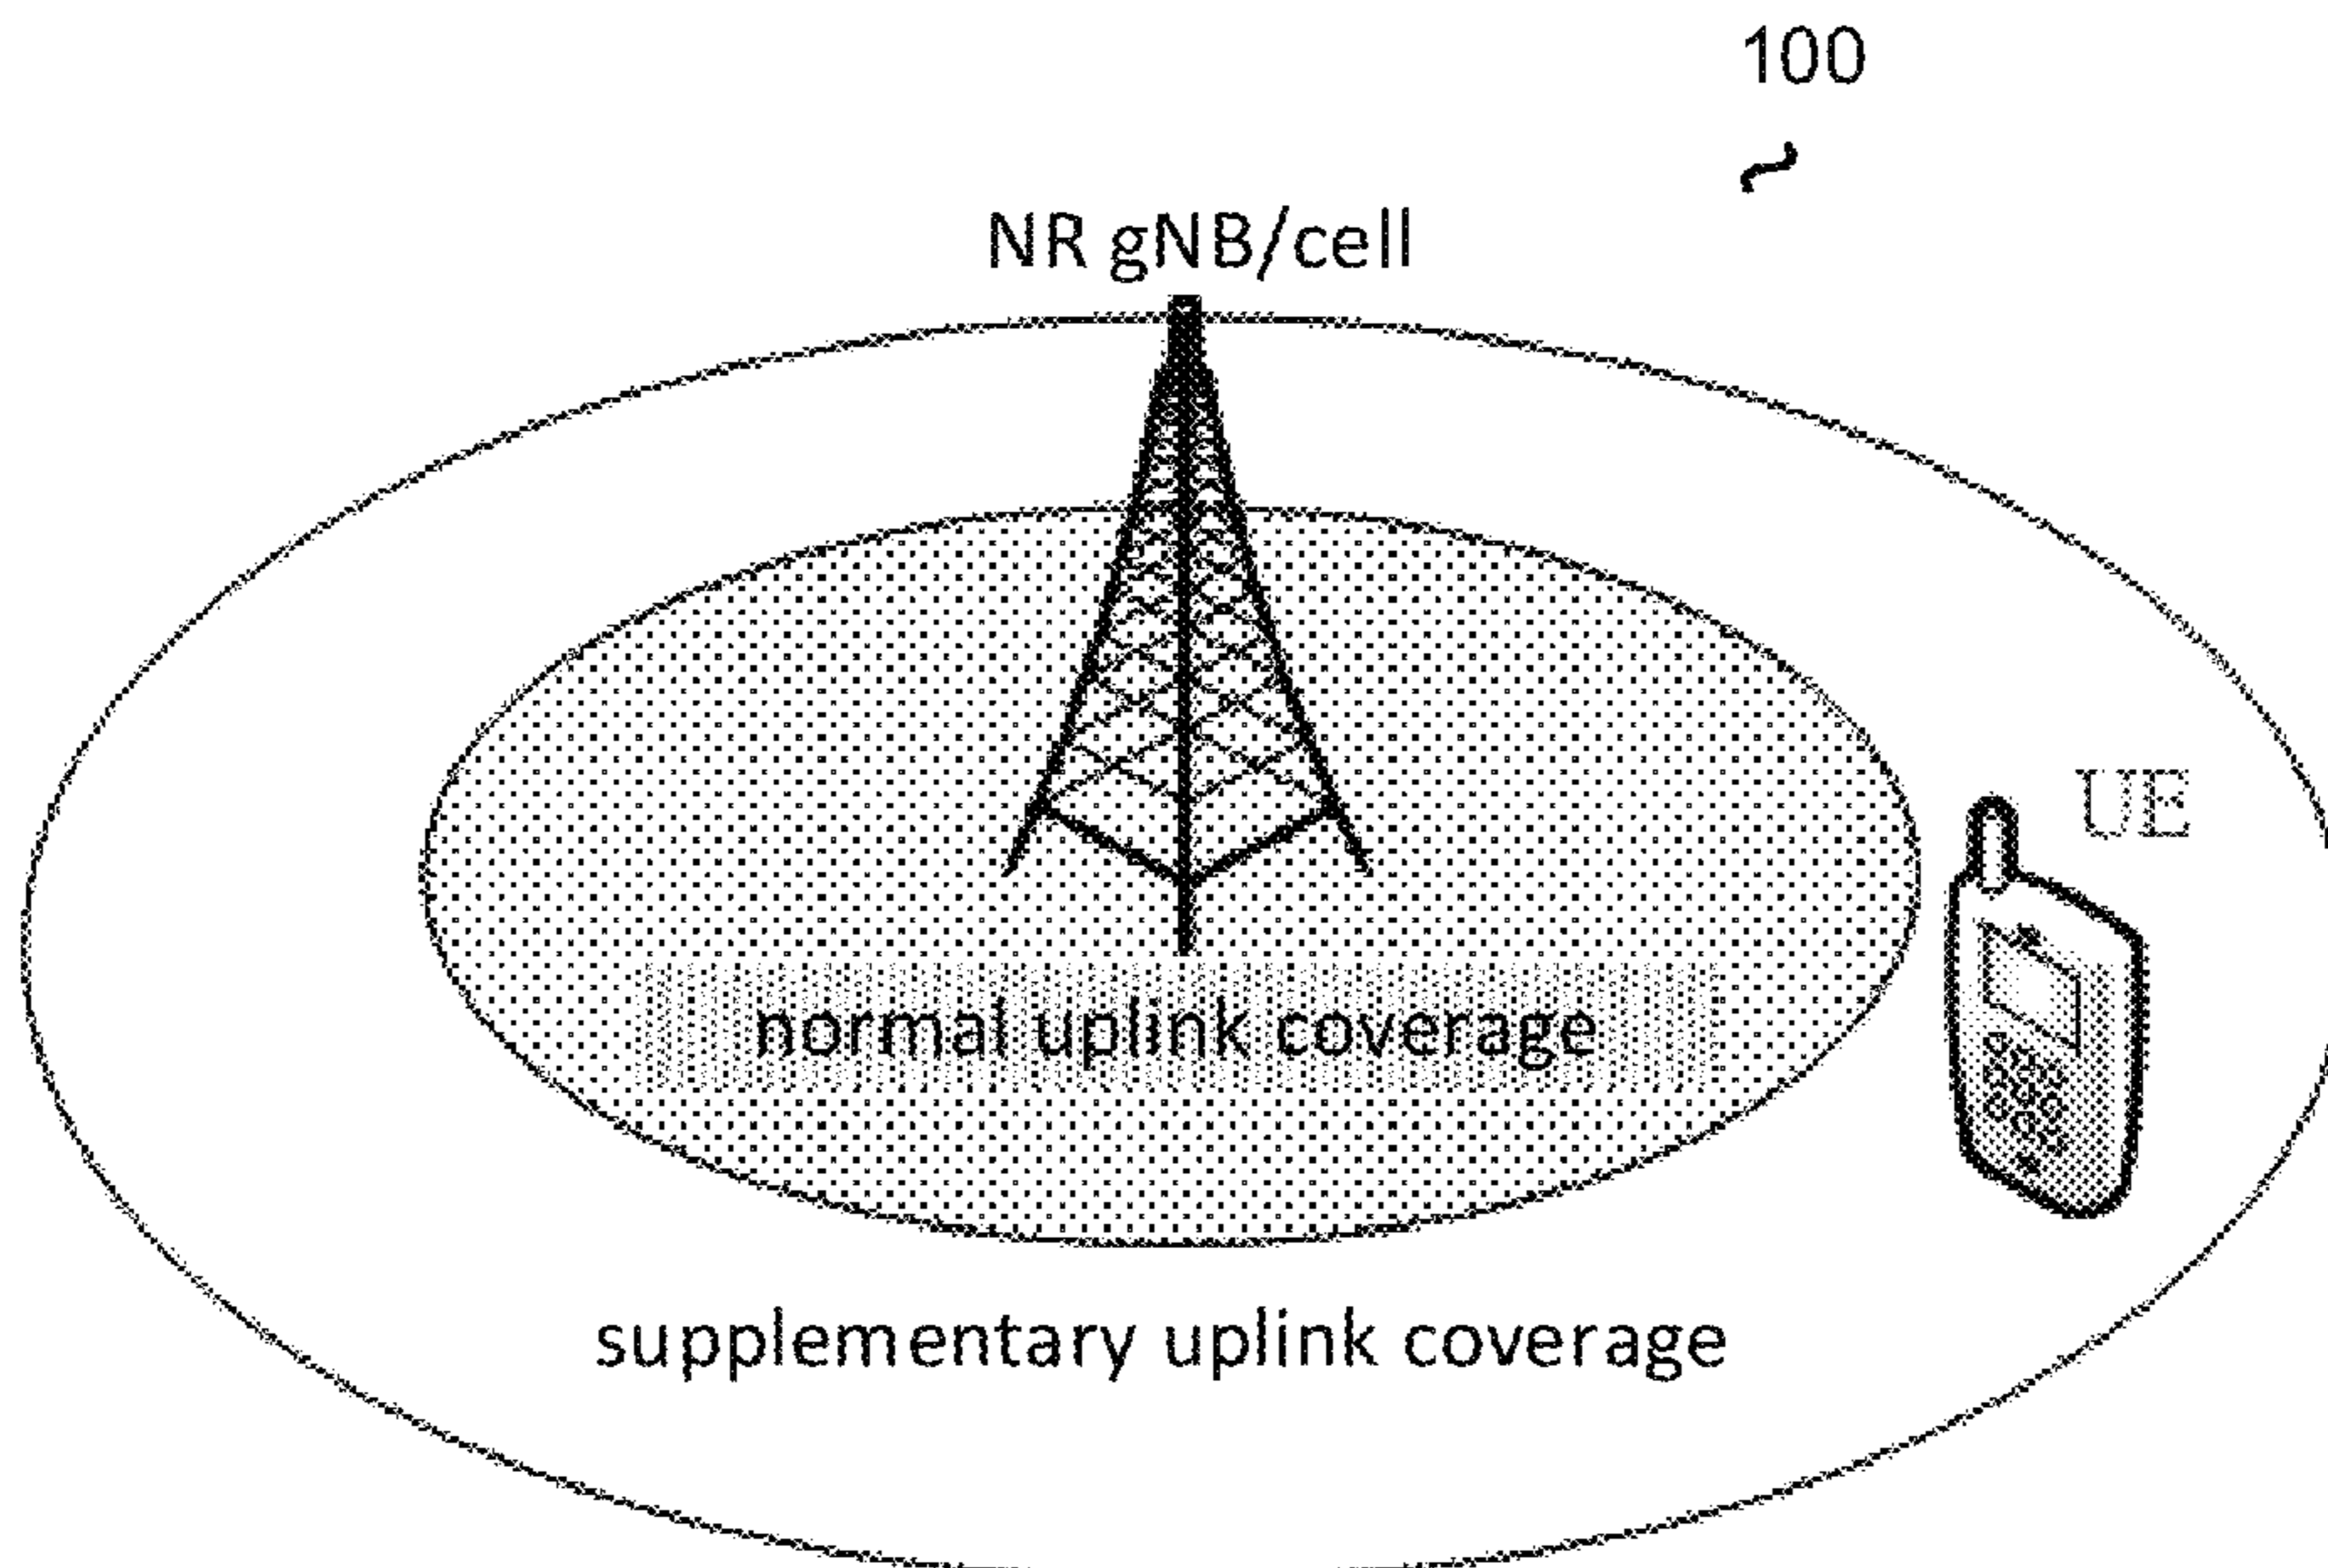 100
NR gNB/cell
UE
normal uplink coverage
supplementary uplink coverage